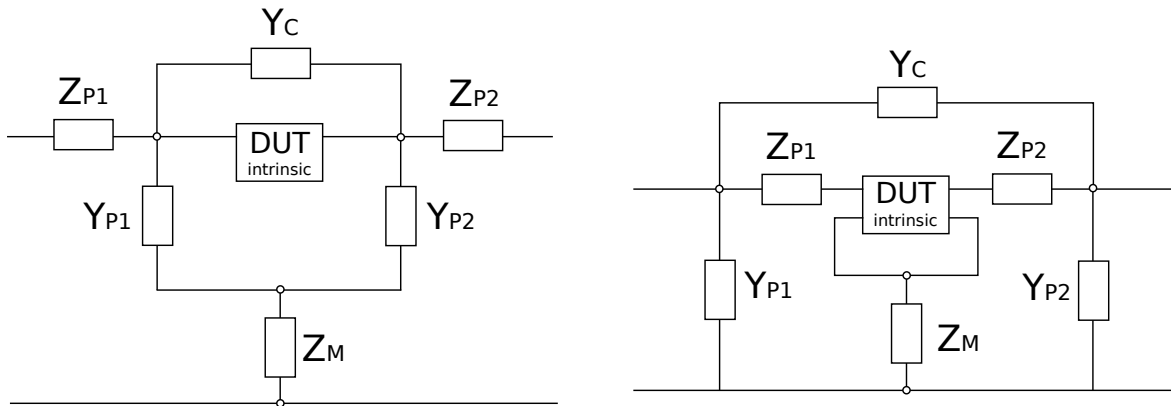 YC
ZP1
ZP2
DUT
intrinsic
YP1
YP2
ZM
YC
ZP1
ZP2
DUT
intrinsic
YP1
YP2
ZM